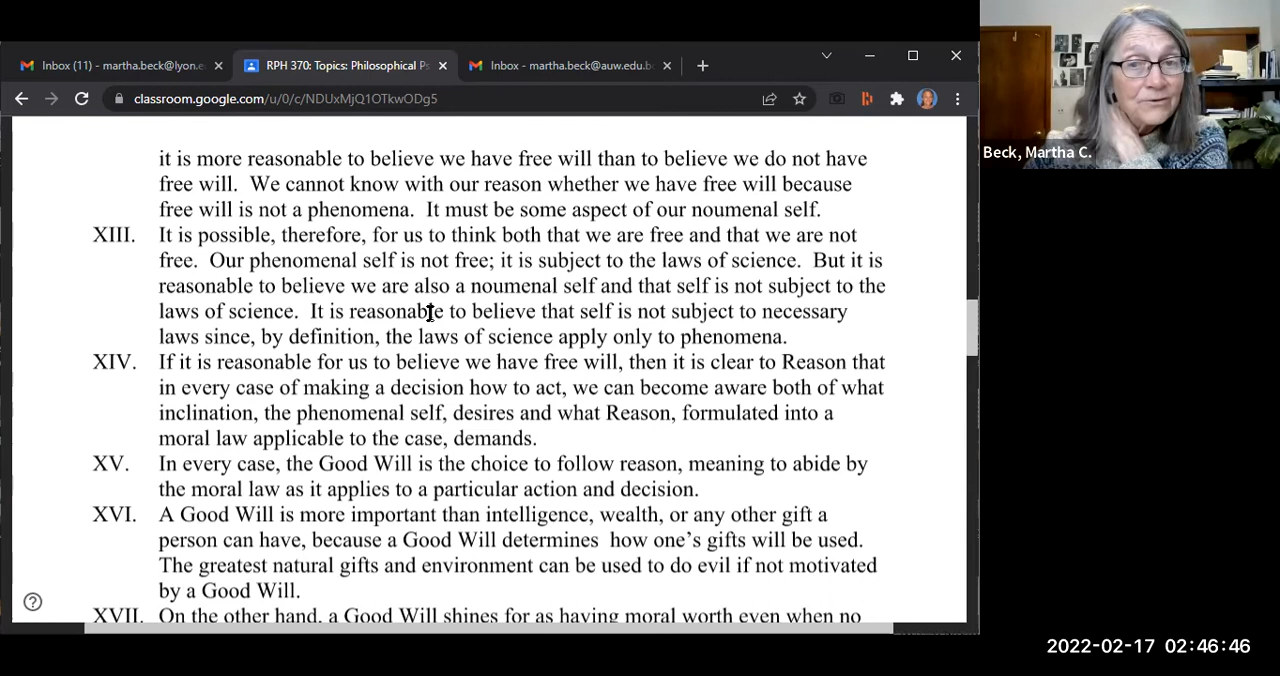 Inbox (11) - martha.beck@lyon.e
RPH 370: Topics: Philosophical Ps
Inbox - martha.beck@auw.edu.b
classroom.google.com/u/0/c/NDUxMjQ1OTkwODg5
Beck, Martha C.
it is more reasonable to believe we have free will than to believe we do not have
free will. We cannot know with our reason whether we have free will because
free will is not a phenomena. It must be some aspect of our noumenal self.
XIII. It is possible, therefore, for us to think both that we are free and that we are not
free. Our phenomenal self is not free; it is subject to the laws of science. But it is
reasonable to believe we are also a noumenal self and that self is not subject to the
laws of science. It is reasonable to believe that self is not subject to necessary
laws since, by definition, the laws of science apply only to phenomena.
XIV. If it is reasonable for us to believe we have free will, then it is clear to Reason that
in every case of making a decision how to act, we can become aware both of what
inclination, the phenomenal self, desires and what Reason, formulated into a
moral law applicable to the case, demands.
XV. In every case, the Good Will is the choice to follow reason, meaning to abide by
the moral law as it applies to a particular action and decision.
XVI. A Good Will is more important than intelligence, wealth, or any other gift a
person can have, because a Good Will determines how one's gifts will be used.
The greatest natural gifts and environment can be used to do evil if not motivated
by a Good Will.
XVII. On the other hand, a Good Will shines for as having moral worth even when no
2022-02-17 02:46:46